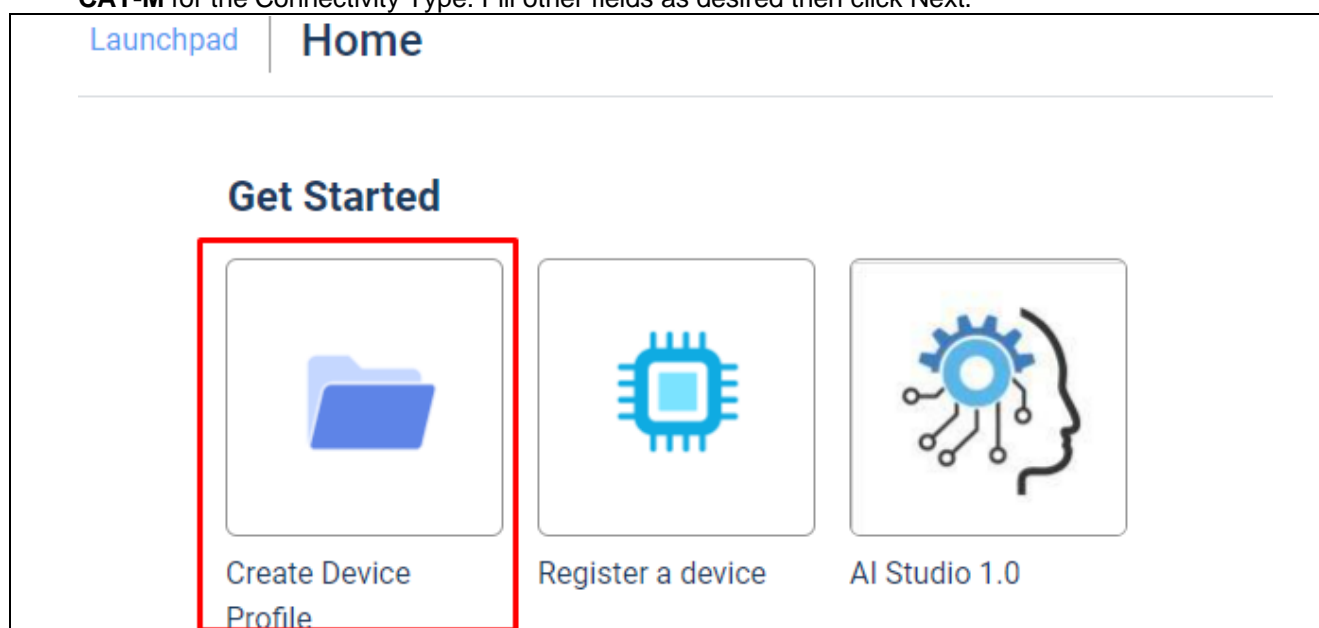 CAT-M for the Connectivity Type. Fill other fields as desired then click Next.
Launchpad Home
Get Started
Create Device Register a device AI Studio 1.0
Profile